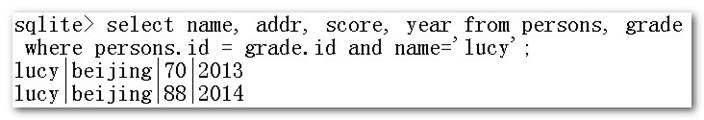 sqlite> select name, addr, score, year from persons, grade
where persons.id = grade.id and name='lucy';
lucy|beijing|70|2013
lucy|beijing|88|2014